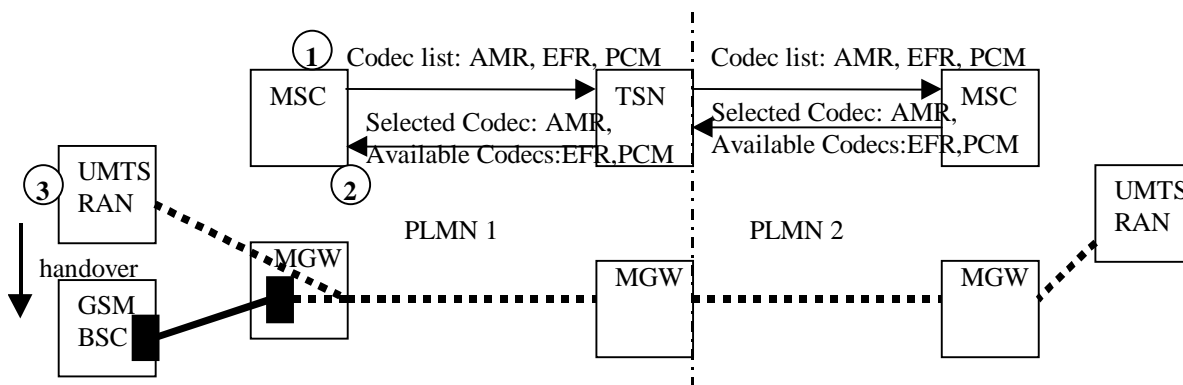 1
Codec list: AMR, EFR, PCM
Codec list: AMR, EFR, PCM
MSC
TSN
MSC
Selected Codec: AMR,
Available Codecs:EFR,PCM
Selected Codec: AMR,
Available Codecs:EFR,PCM
2
3
UMTS
RAN
UMTS
RAN
PLMN 1
PLMN 2
handover
MGW
MGW
MGW
GSM
BSC